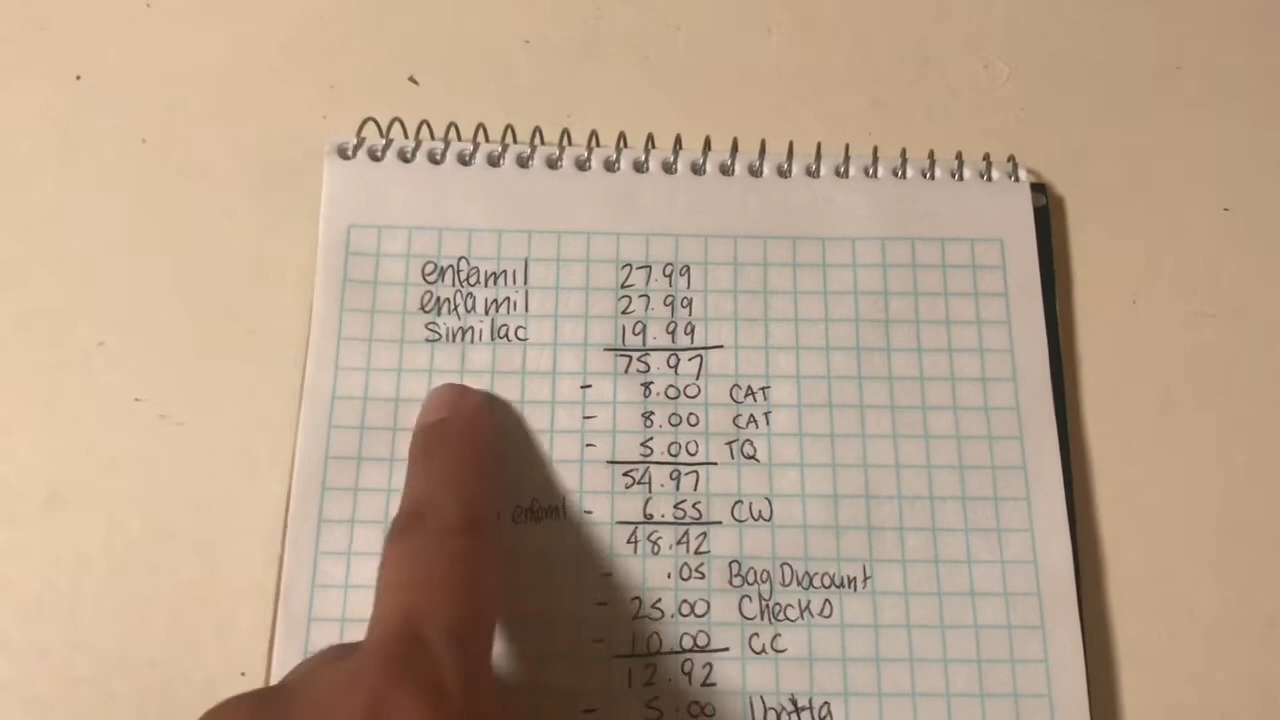 enfamil 27.99
enfamil 27.99
similac 19.99
75.97
- 8.00 CAT
- 8.00 CAT
- 5.00 TQ
54.97
enfamil - 6.55 CW
48.42
- .05 Bag Discount
- 25.00 Checks
- 10.00 GC
12.92
- 5.00 Ibotta